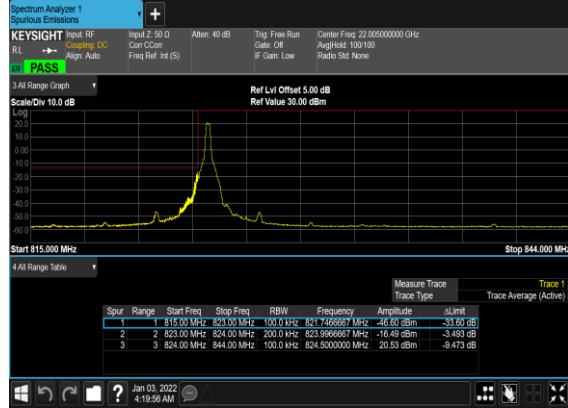 Spectrum Analyzer 1
Spurious Emissions
KEYSIGHT Input: RF Input Z: 50 Ω Atten: 40 dB Trig: Free Run Center Freq: 22.005000000 GHz
RL Coupling: DC Corr CCorr Gate: Off Avg|Hold: 100/100
Align: Auto Freq Ref: Int (S) IF Gain: Low Radio Std: None
PASS
3 All Range Graph
Ref Lvl Offset 5.00 dB
Scale/Div 10.0 dB Ref Value 30.00 dBm
Log
20.0
10.0
0.00
-10.0
-20.0
-30.0
-40.0
-50.0
-60.0
Start 815.000 MHz Stop 844.000 MHz
4 All Range Table
Measure Trace Trace 1
Trace Type Trace Average (Active)
Spur Range Start Freq Stop Freq RBW Frequency Amplitude ΔLimit
1 1 815.00 MHz 823.00 MHz 100.0 kHz 821.7466667 MHz -46.60 dBm -33.60 dB
2 2 823.00 MHz 824.00 MHz 200.0 kHz 823.9966667 MHz -16.49 dBm -3.493 dB
3 3 824.00 MHz 844.00 MHz 100.0 kHz 824.5000000 MHz 20.53 dBm -9.473 dB
Jan 03, 2022
4:19:56 AM